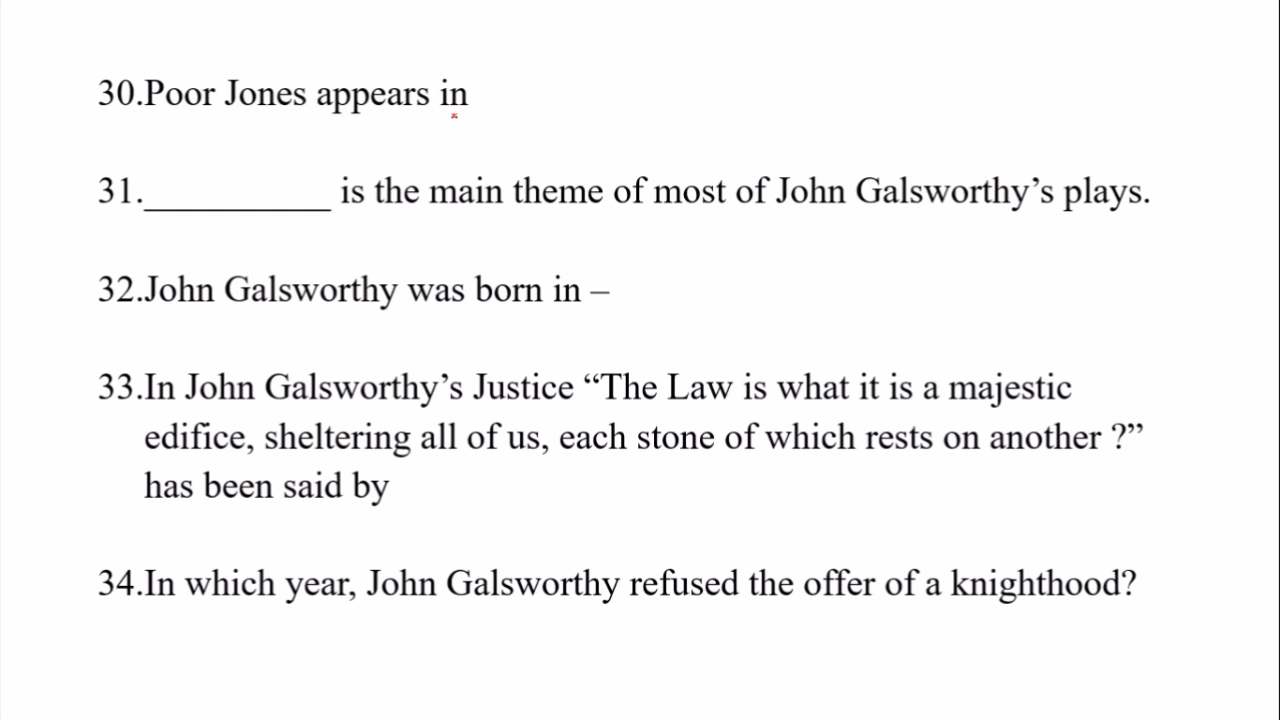 30.Poor Jones appears in
31.__________ is the main theme of most of John Galsworthy’s plays.
32.John Galsworthy was born in –
33.In John Galsworthy’s Justice “The Law is what it is a majestic
edifice, sheltering all of us, each stone of which rests on another ?”
has been said by
34.In which year, John Galsworthy refused the offer of a knighthood?